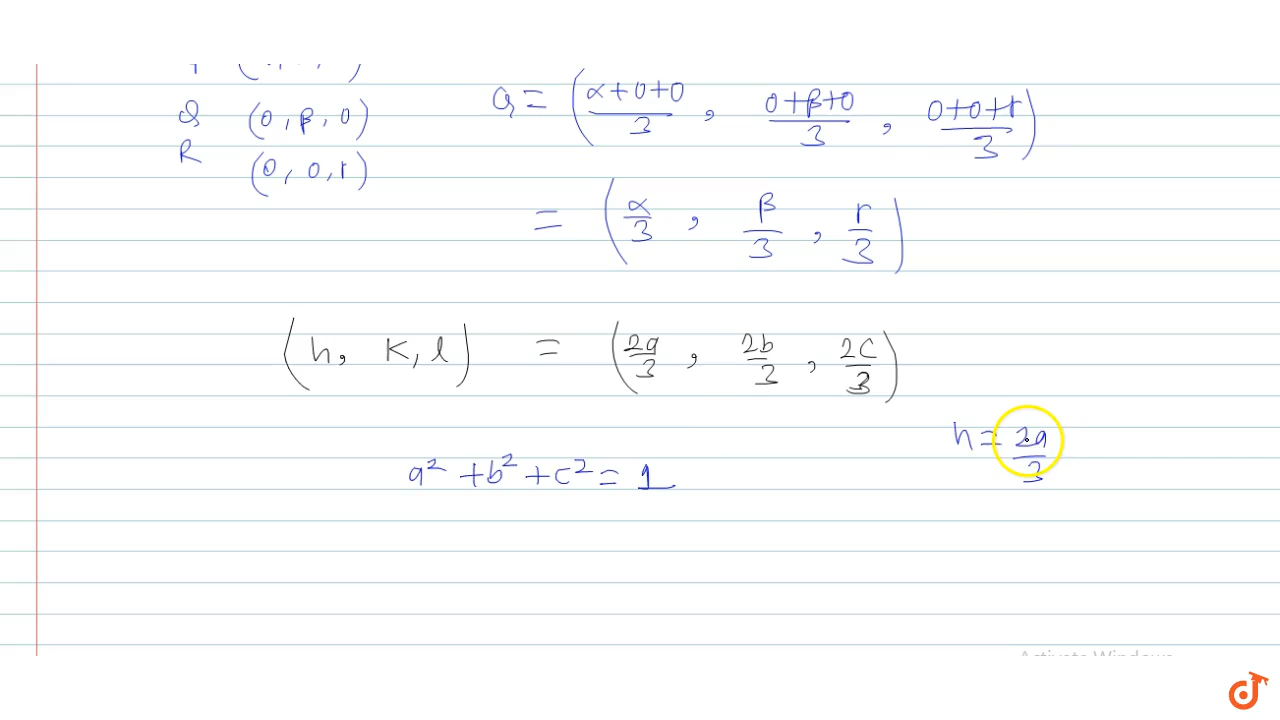 Q (0, β, 0)
G = ((α+0+0)/3, (0+β+0)/3, (0+0+r)/3)
R (0, 0, r)
= (α/3, β/3, r/3)
(h, K, l) = (2a/3, 2b/3, 2c/3)
h = 2a/3
a² + b² + c² = 1